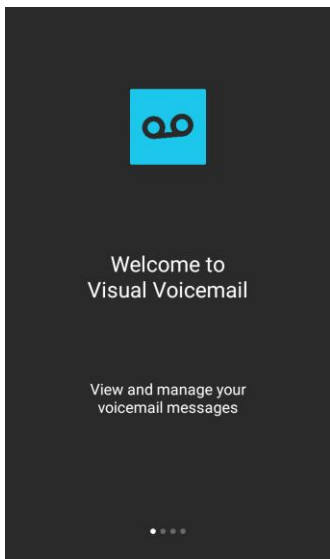 Welcome to
Visual Voicemail
View and manage your
voicemail messages